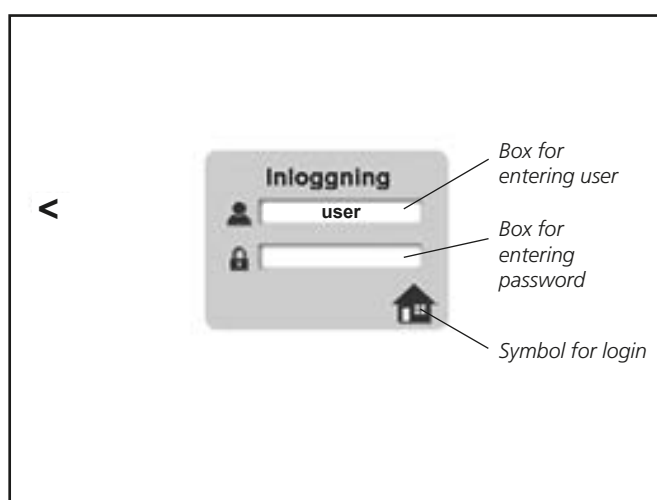 Inloggning
user
<
Box for
entering user
Box for
entering
password
Symbol for login